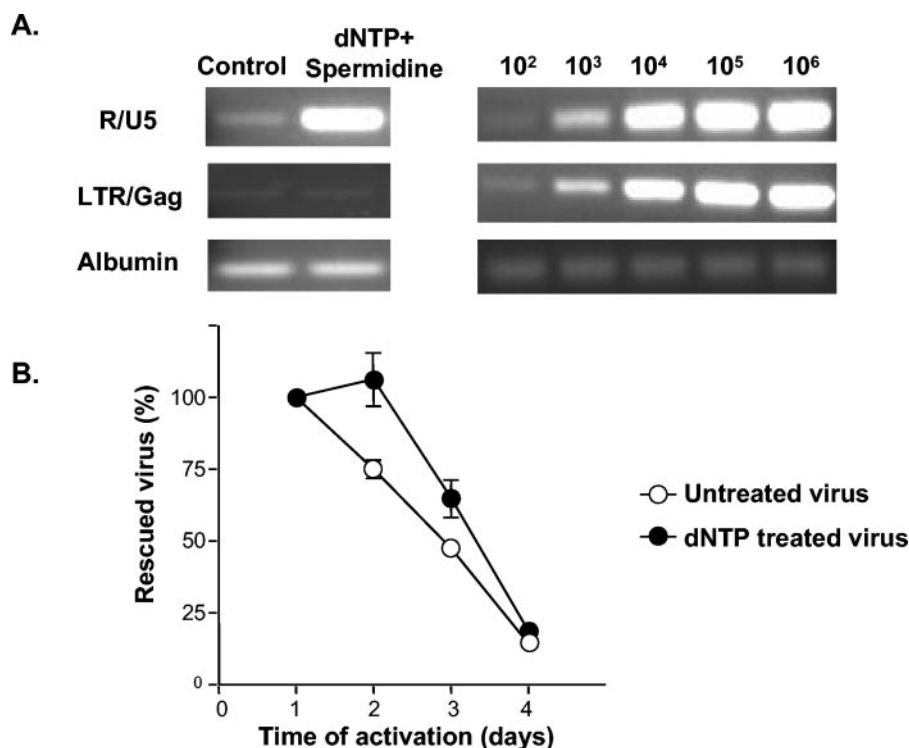 A.
Control
dNTP+
Spermidine
10² 10³ 10⁴ 10⁵ 10⁶
R/U5
LTR/Gag
Albumin
B.
Rescued virus (%)
100
75
50
25
0
0 1 2 3 4
Time of activation (days)
Untreated virus
dNTP treated virus